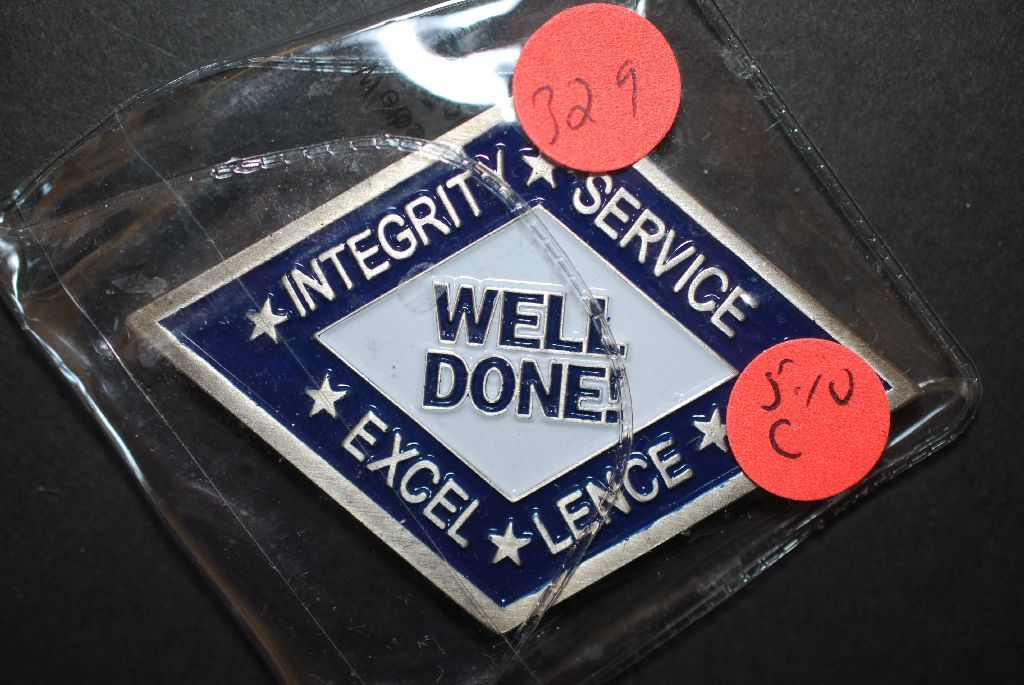 329
INTEGRITY
SERVICE
WELL
DONE!
EXCEL
LENCE
5-10
C